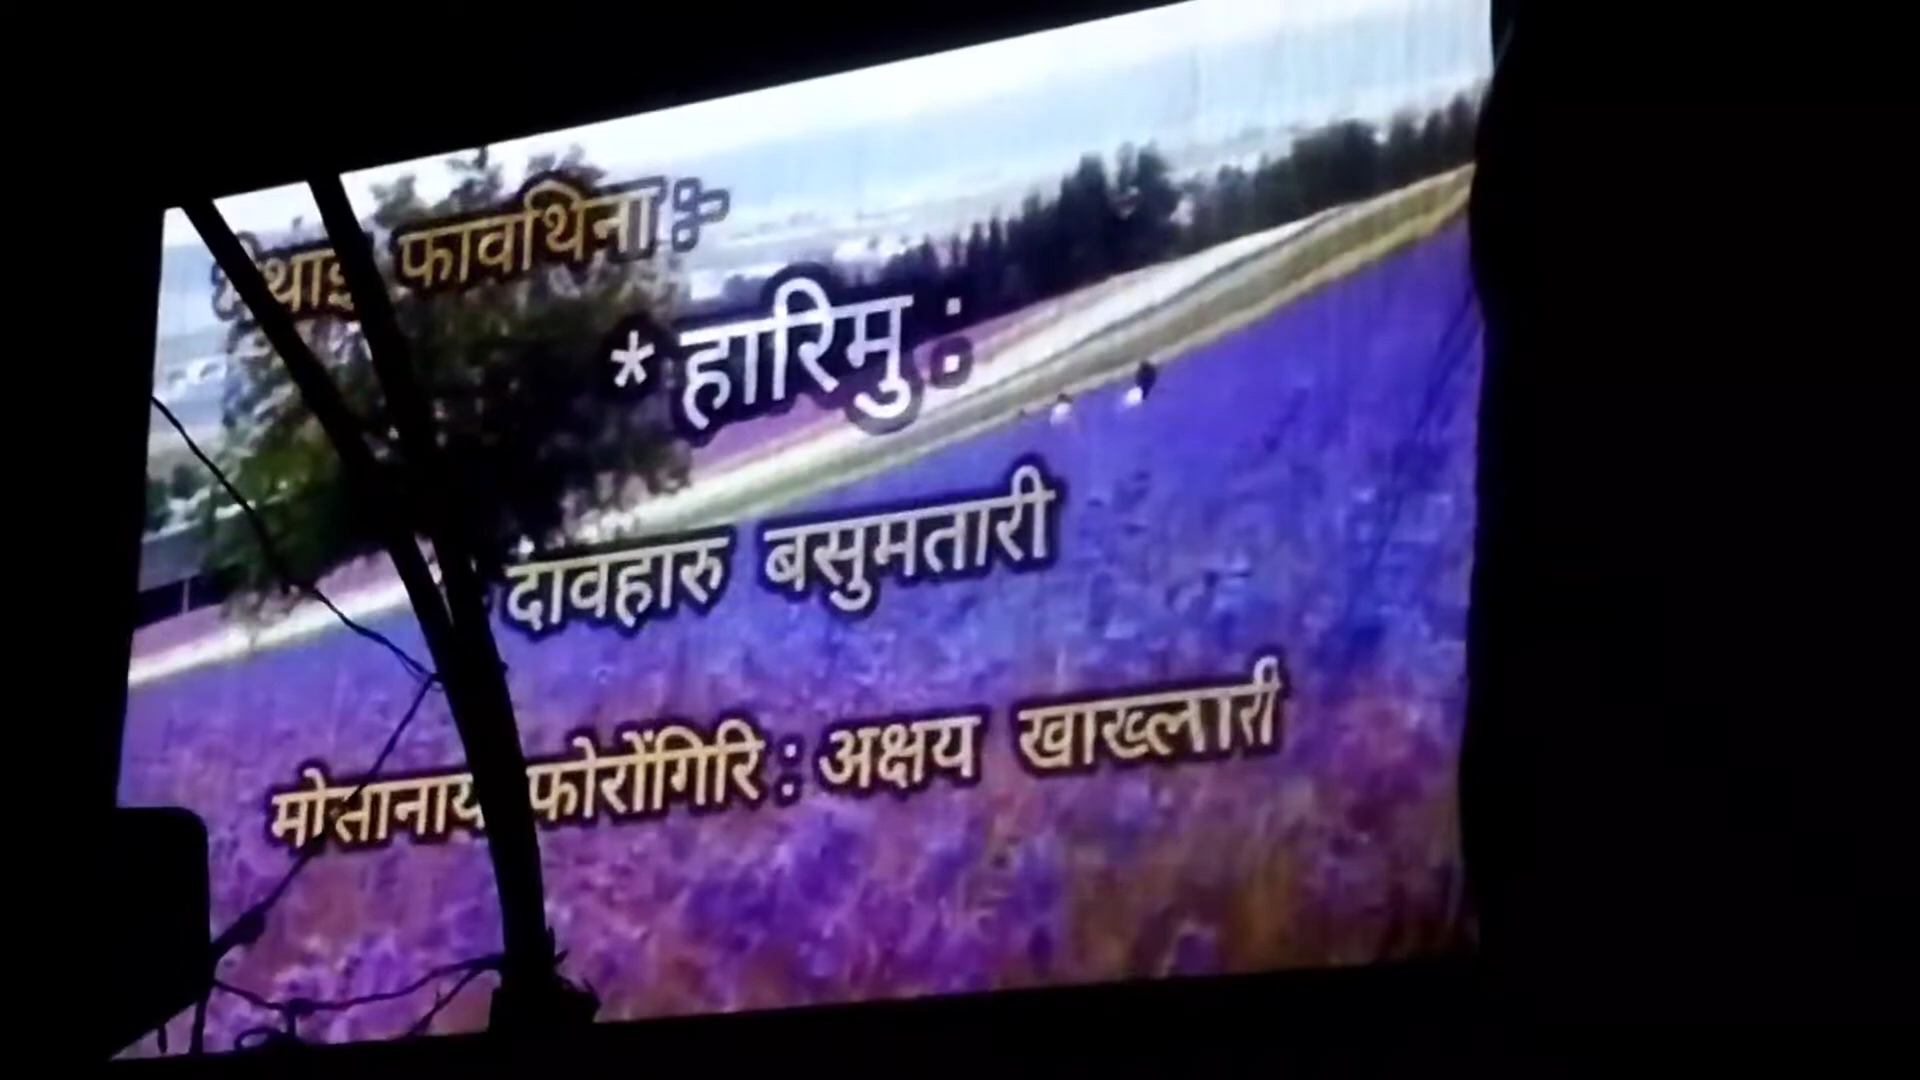 फावथिना :-
* हारिमु :
दावहारु बसुमतारी
फोरोंगिरि : अक्षय खाख्लारी